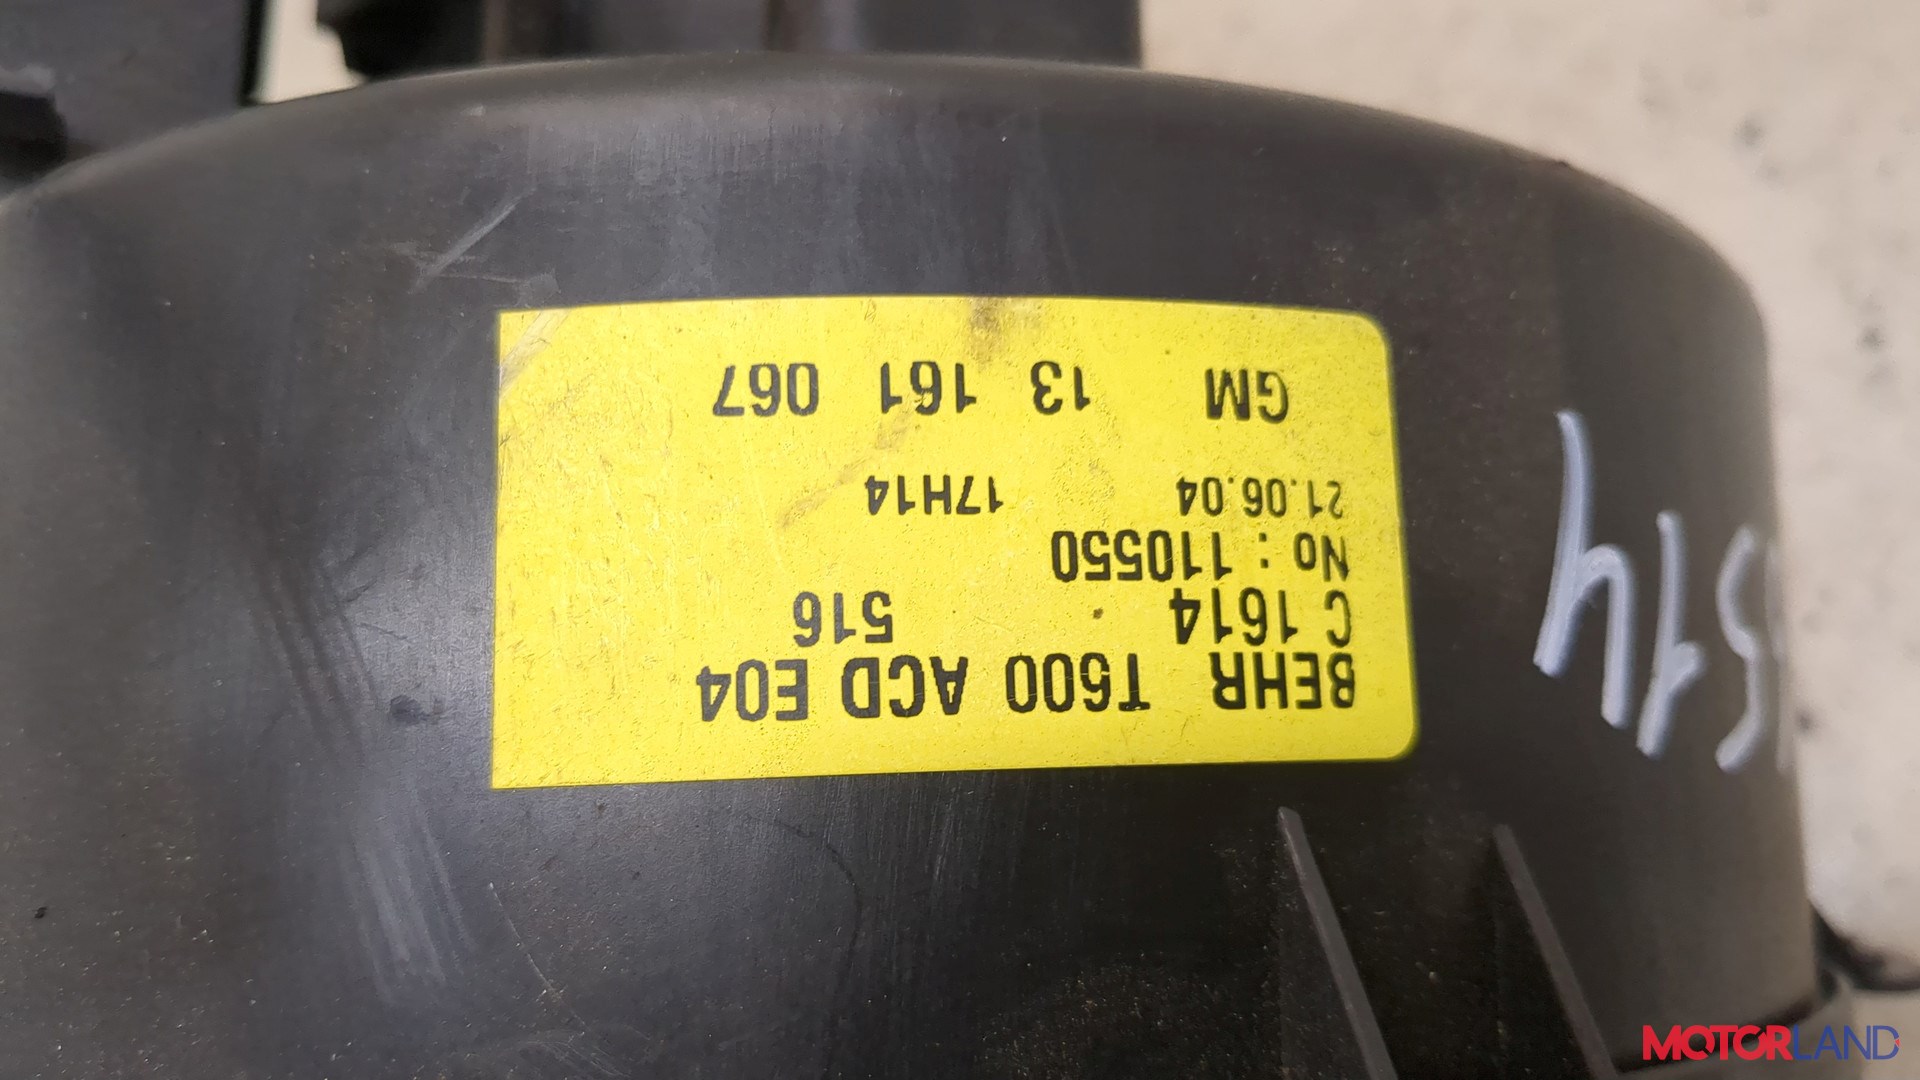 BEHR T600 ACD E04
C 1614 516
No : 110550
21.06.04 17H14
GM 13 161 067
MOTORLAND